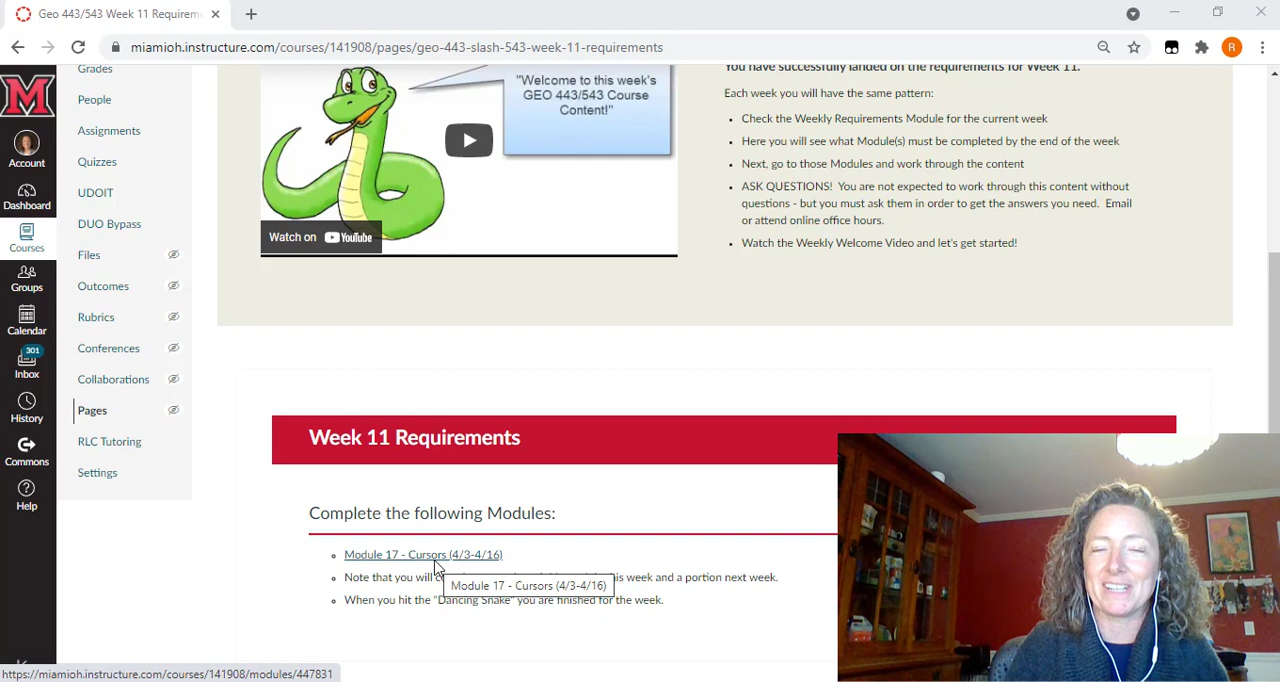 Geo 443/543 Week 11 Requirem
miamioh.instructure.com/courses/141908/pages/geo-443-slash-543-week-11-requirements
R
M
Account
Dashboard
Courses
Groups
Calendar
301
Inbox
History
Commons
Help
Grades
People
Assignments
Quizzes
UDOIT
DUO Bypass
Files
Outcomes
Rubrics
Conferences
Collaborations
Pages
RLC Tutoring
Settings
"Welcome to this week's
GEO 443/543 Course
Content!"
Watch on YouTube
You have successfully landed on the requirements for Week 11.
Each week you will have the same pattern:
Check the Weekly Requirements Module for the current week
Here you will see what Module(s) must be completed by the end of the week
Next, go to those Modules and work through the content
ASK QUESTIONS! You are not expected to work through this content without
questions - but you must ask them in order to get the answers you need. Email
or attend online office hours.
Watch the Weekly Welcome Video and let's get started!
Week 11 Requirements
Complete the following Modules:
Module 17 - Cursors (4/3-4/16)
Note that you will this week and a portion next week.
Module 17 - Cursors (4/3-4/16)
When you hit the "Dancing Snake" you are finished for the week.
https://miamioh.instructure.com/courses/141908/modules/447831